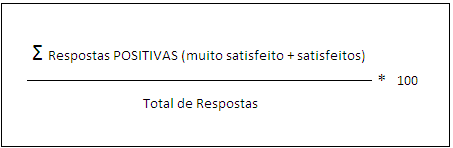 Σ Respostas POSITIVAS (muito satisfeito + satisfeitos)
* 100
Total de Respostas